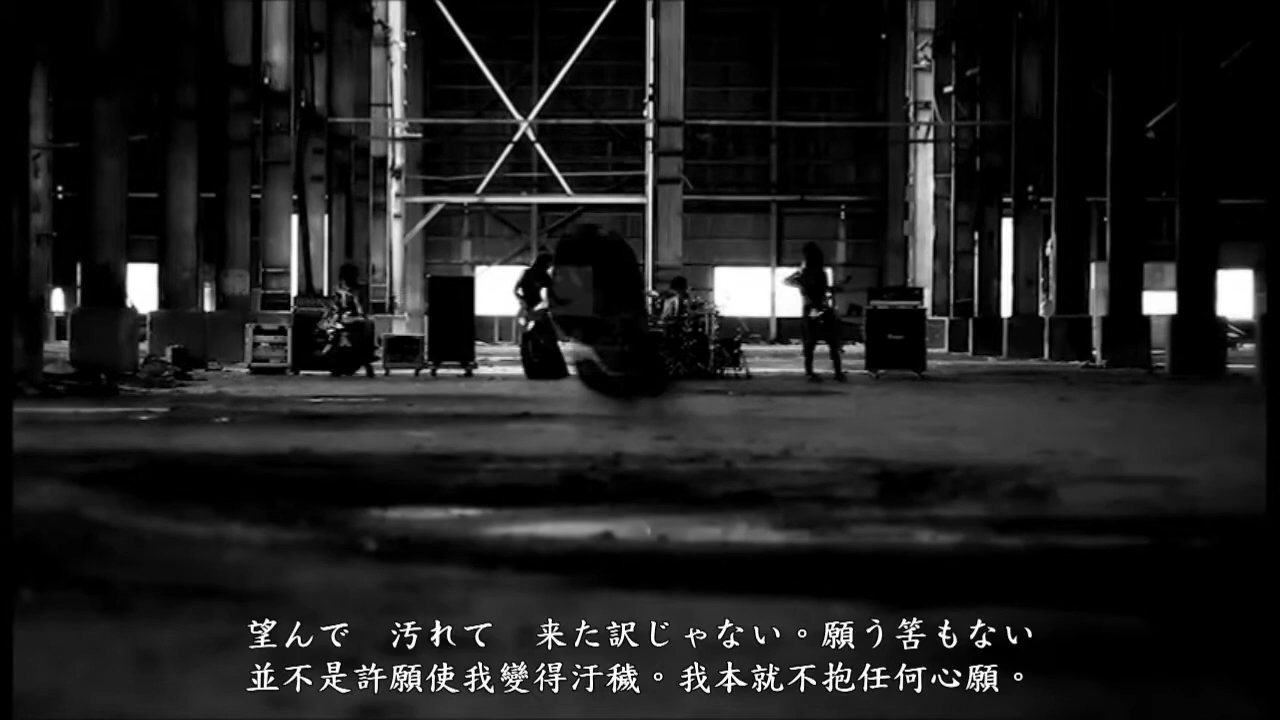 望んで　汚れて　来た訳じゃない。願う筈もない
並不是許願使我變得汙穢。我本就不抱任何心願。